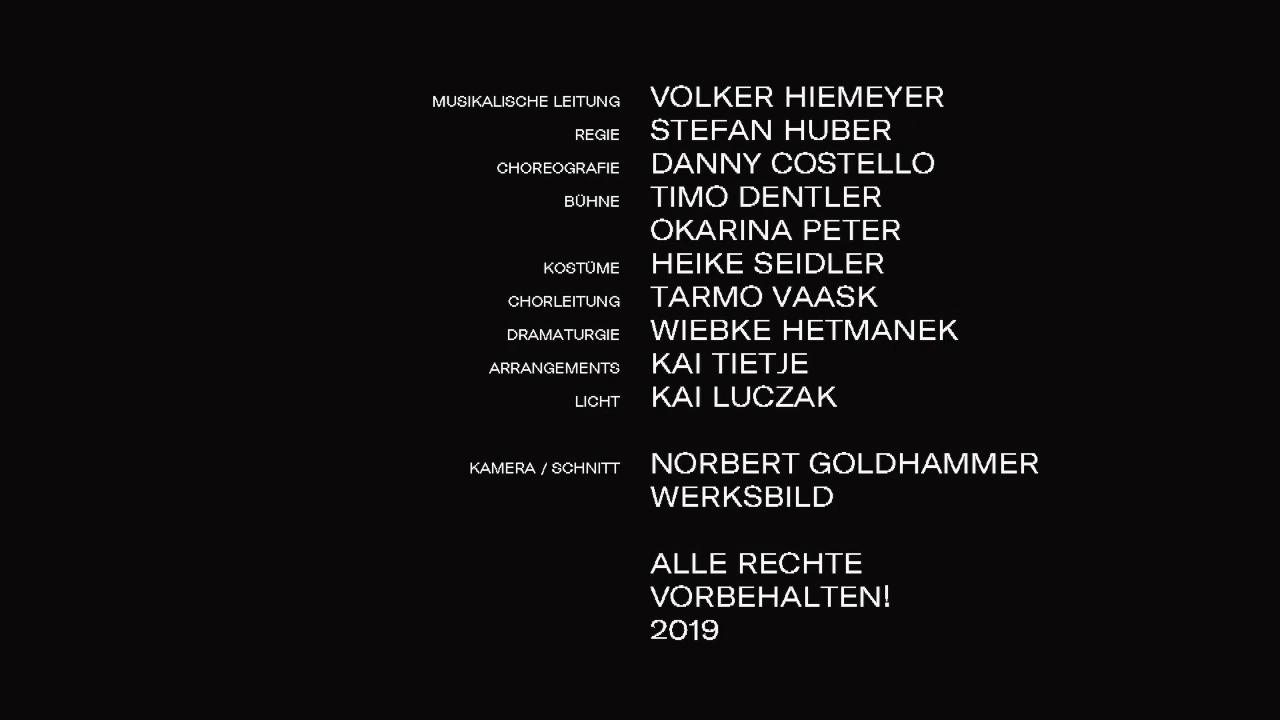 MUSIKALISCHE LEITUNG VOLKER HIEMEYER
REGIE STEFAN HUBER
CHOREOGRAFIE DANNY COSTELLO
BÜHNE TIMO DENTLER
OKARINA PETER
KOSTÜME HEIKE SEIDLER
CHORLEITUNG TARMO VAASK
DRAMATURGIE WIEBKE HETMANEK
ARRANGEMENTS KAI TIETJE
LICHT KAI LUCZAK
KAMERA / SCHNITT NORBERT GOLDHAMMER
WERKSBILD
ALLE RECHTE
VORBEHALTEN!
2019